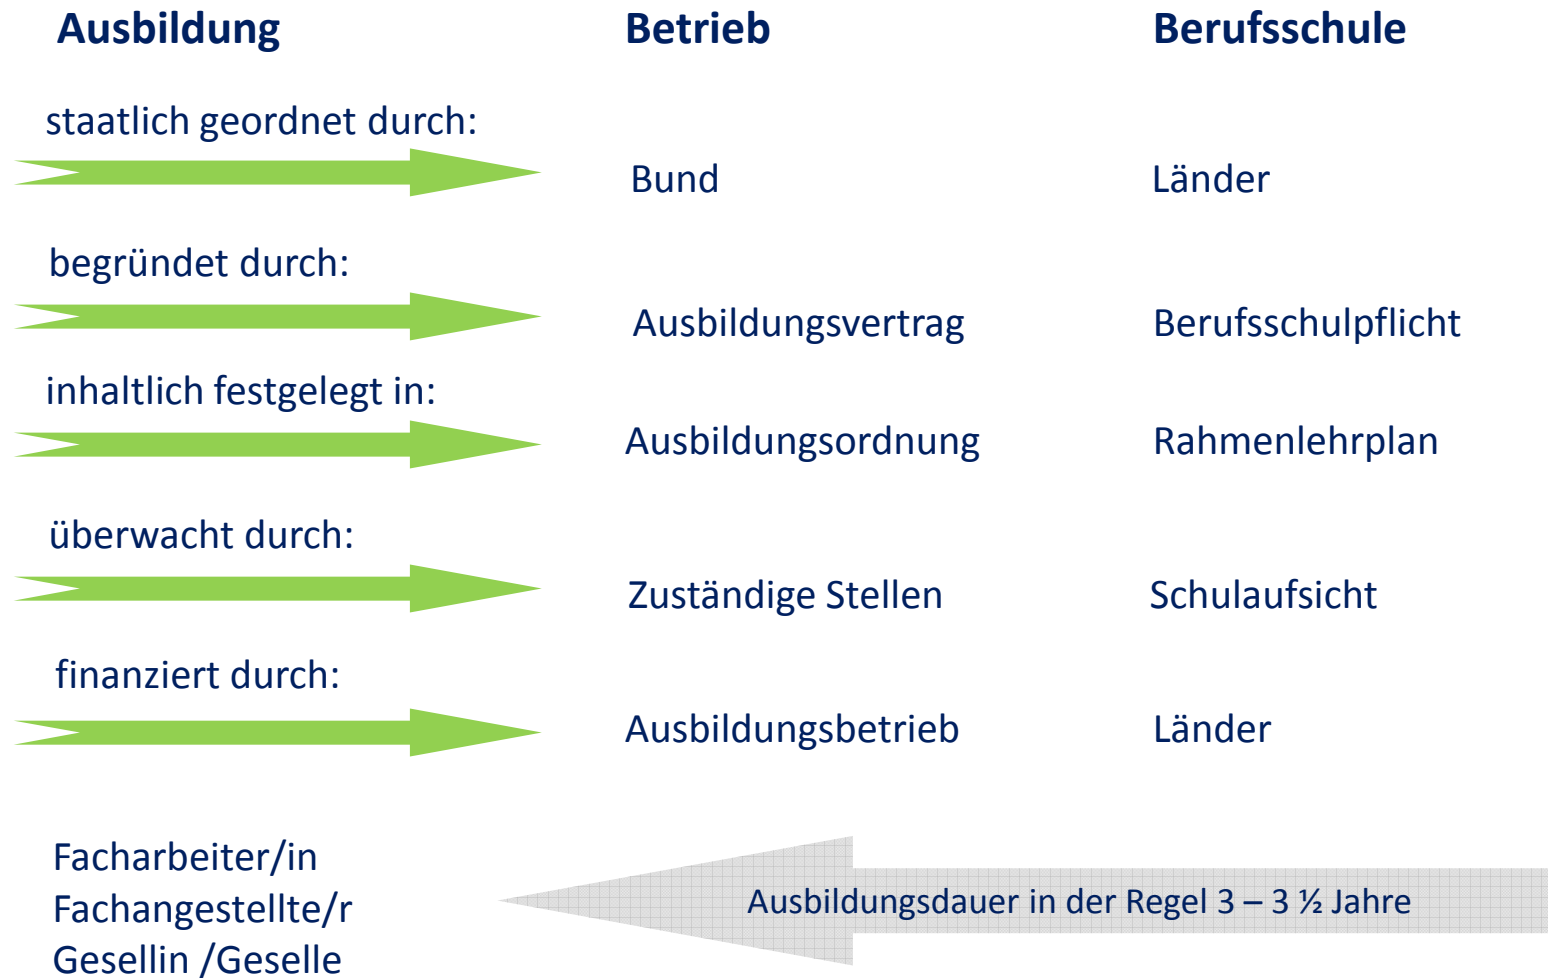 Ausbildung Betrieb Berufsschule
staatlich geordnet durch:
Bund Länder
begründet durch:
Ausbildungsvertrag Berufsschulpflicht
inhaltlich festgelegt in:
Ausbildungsordnung Rahmenlehrplan
überwacht durch:
Zuständige Stellen Schulaufsicht
finanziert durch:
Ausbildungsbetrieb Länder
Facharbeiter/in
Fachangestellte/r
Gesellin /Geselle
Ausbildungsdauer in der Regel 3 – 3 ½ Jahre